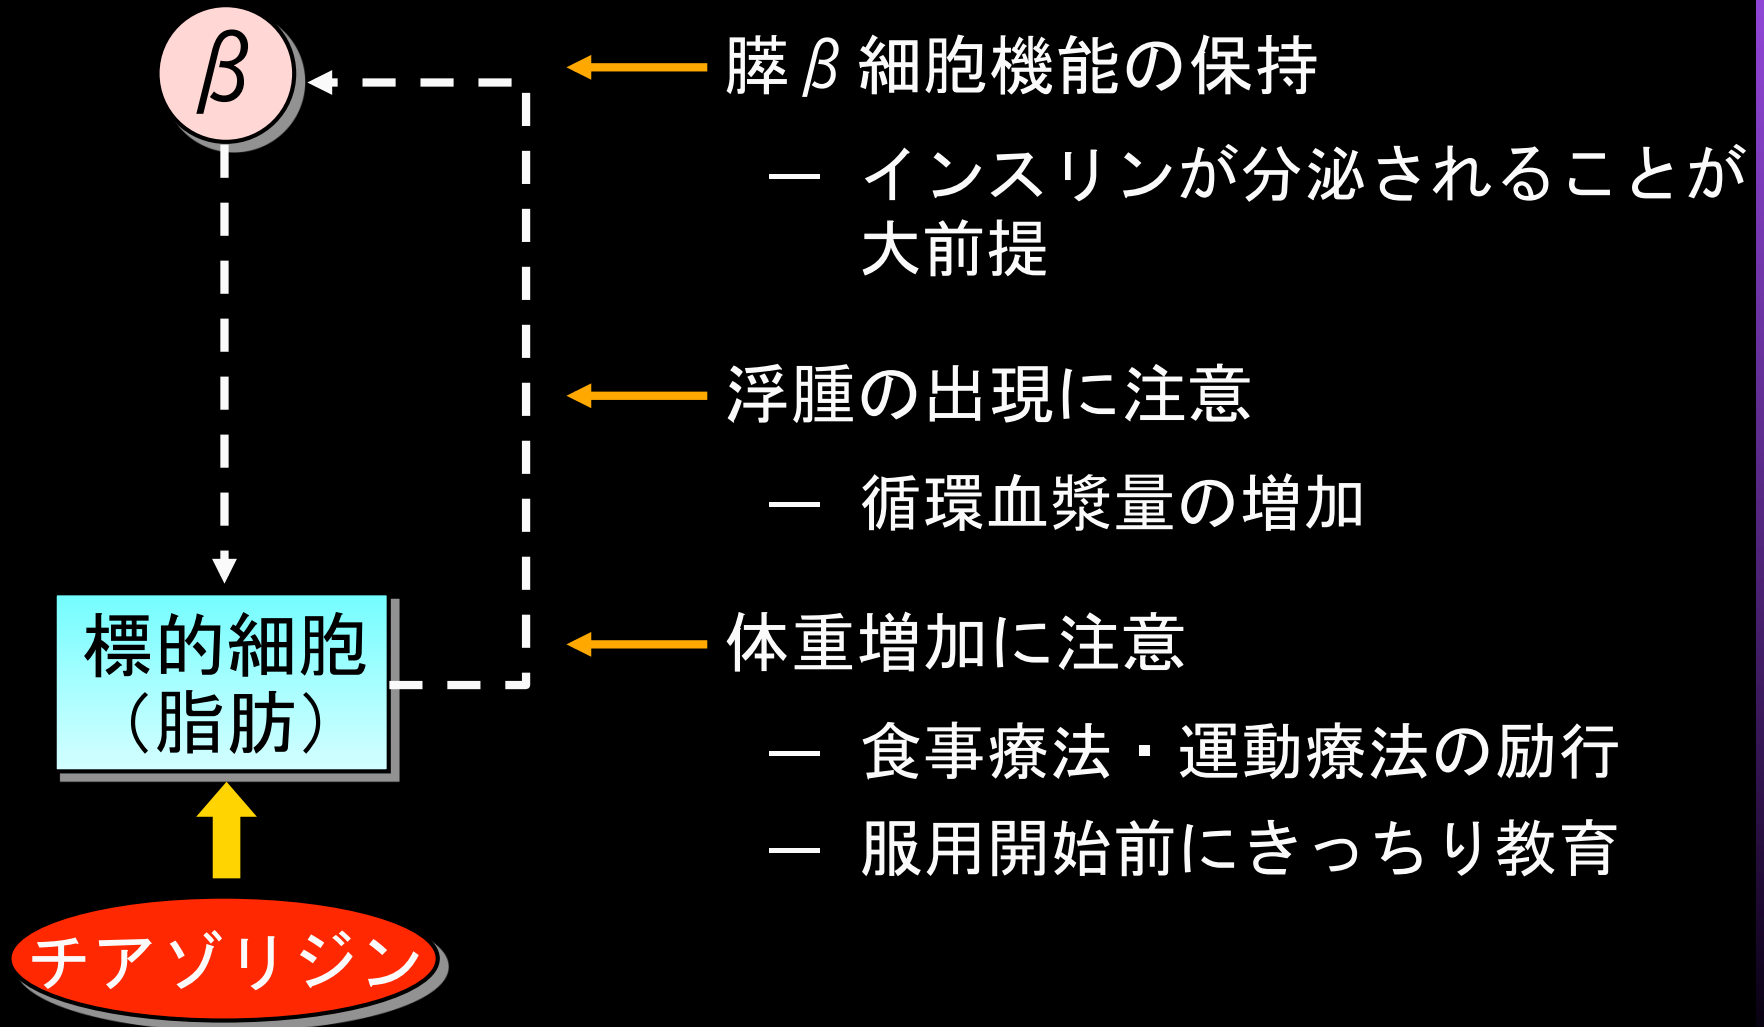 β
標的細胞
（脂肪）
チアゾリジン
膵β細胞機能の保持
― インスリンが分泌されることが
大前提
浮腫の出現に注意
― 循環血漿量の増加
体重増加に注意
― 食事療法・運動療法の励行
― 服用開始前にきっちり教育